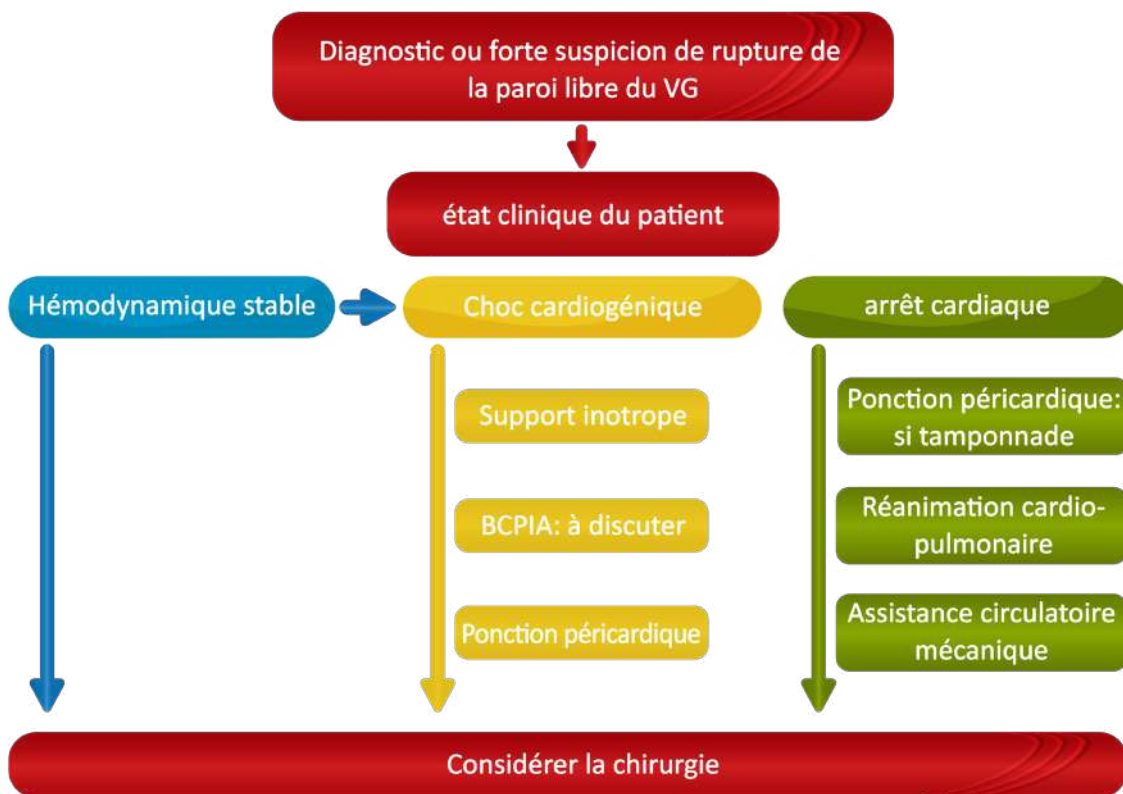 Diagnostic ou forte suspicion de rupture de
la paroi libre du VG
état clinique du patient
Hémodynamique stable
Choc cardiogénique
arrêt cardiaque
Support inotrope
BCPIA: à discuter
Ponction péricardique
Ponction péricardique:
si tamponnade
Réanimation cardio-
pulmonaire
Assistance circulatoire
mécanique
Considérer la chirurgie